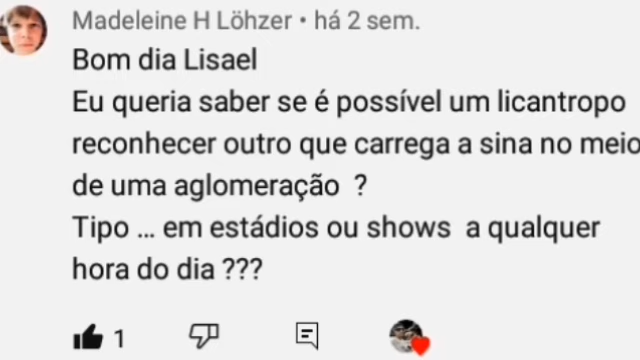 Madeleine H Löhzer • há 2 sem.
Bom dia Lisael
Eu queria saber se é possível um licantropo
reconhecer outro que carrega a sina no meio
de uma aglomeração ?
Tipo ... em estádios ou shows a qualquer
hora do dia ???
1